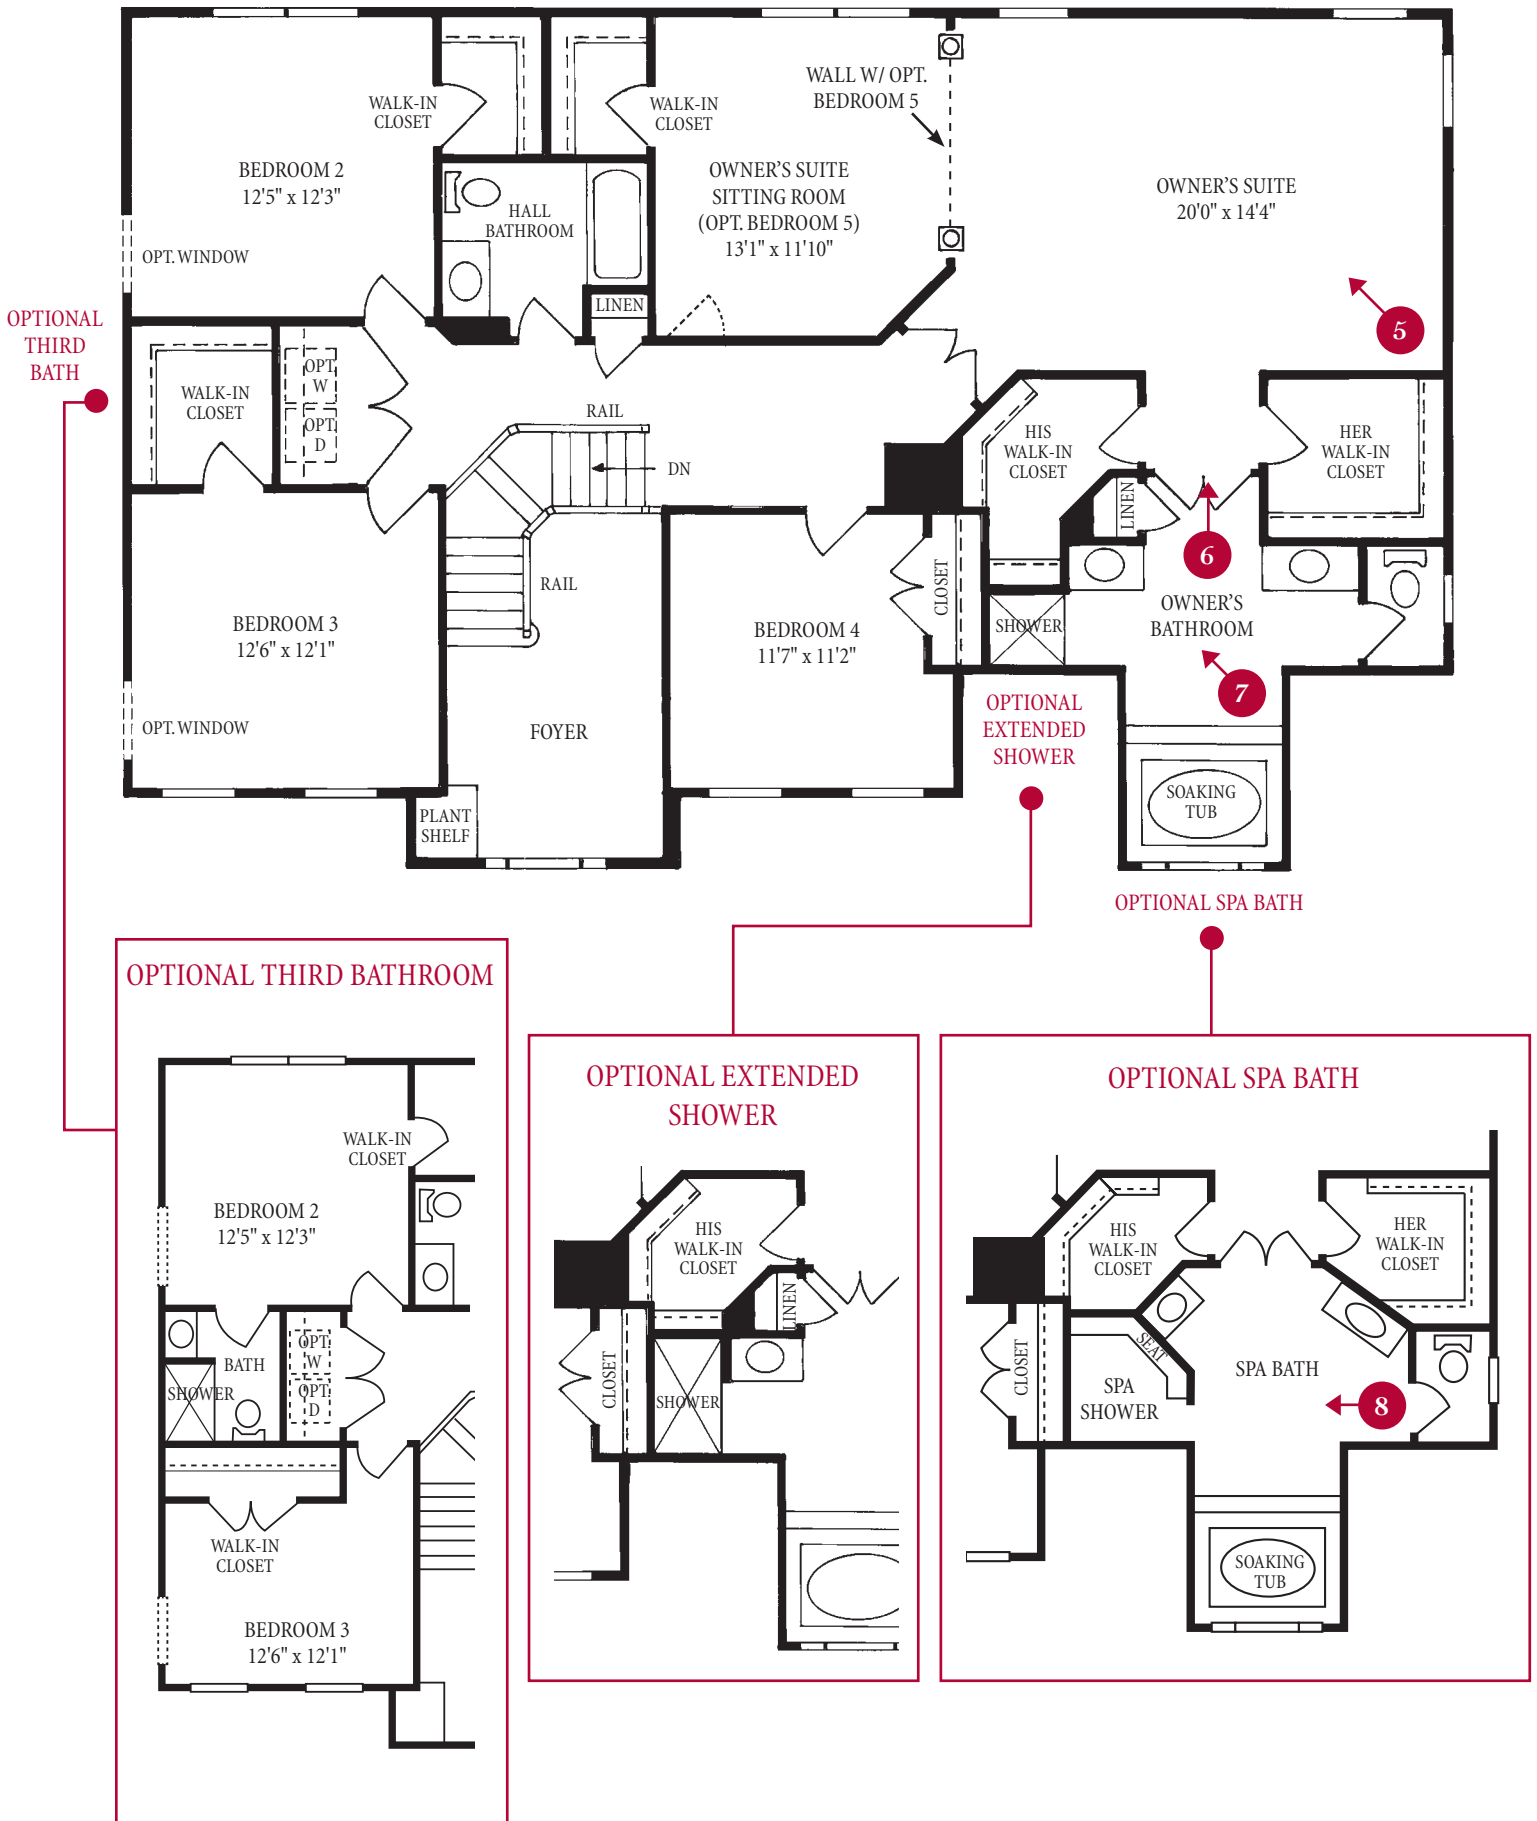 WALK-IN
CLOSET
WALK-IN
CLOSET
WALL W/ OPT.
BEDROOM 5
BEDROOM 2
12'5" x 12'3"
HALL
BATHROOM
OWNER'S SUITE
SITTING ROOM
(OPT. BEDROOM 5)
13'1" x 11'10"
OWNER'S SUITE
20'0" x 14'4"
OPT. WINDOW
LINEN
5
OPTIONAL
THIRD
BATH
WALK-IN
CLOSET
OPT.
W
OPT.
D
RAIL
DN
HIS
WALK-IN
CLOSET
HER
WALK-IN
CLOSET
LINEN
6
RAIL
CLOSET
BEDROOM 3
12'6" x 12'1"
BEDROOM 4
11'7" x 11'2"
SHOWER
OWNER'S
BATHROOM
7
OPT. WINDOW
FOYER
OPTIONAL
EXTENDED
SHOWER
PLANT
SHELF
SOAKING
TUB
OPTIONAL SPA BATH
OPTIONAL THIRD BATHROOM
WALK-IN
CLOSET
BEDROOM 2
12'5" x 12'3"
OPT.
W
OPT.
D
BATH
SHOWER
WALK-IN
CLOSET
BEDROOM 3
12'6" x 12'1"
OPTIONAL EXTENDED
SHOWER
HIS
WALK-IN
CLOSET
LINEN
CLOSET
SHOWER
OPTIONAL SPA BATH
HIS
WALK-IN
CLOSET
HER
WALK-IN
CLOSET
CLOSET
SEAT
SPA BATH
SPA
SHOWER
8
SOAKING
TUB